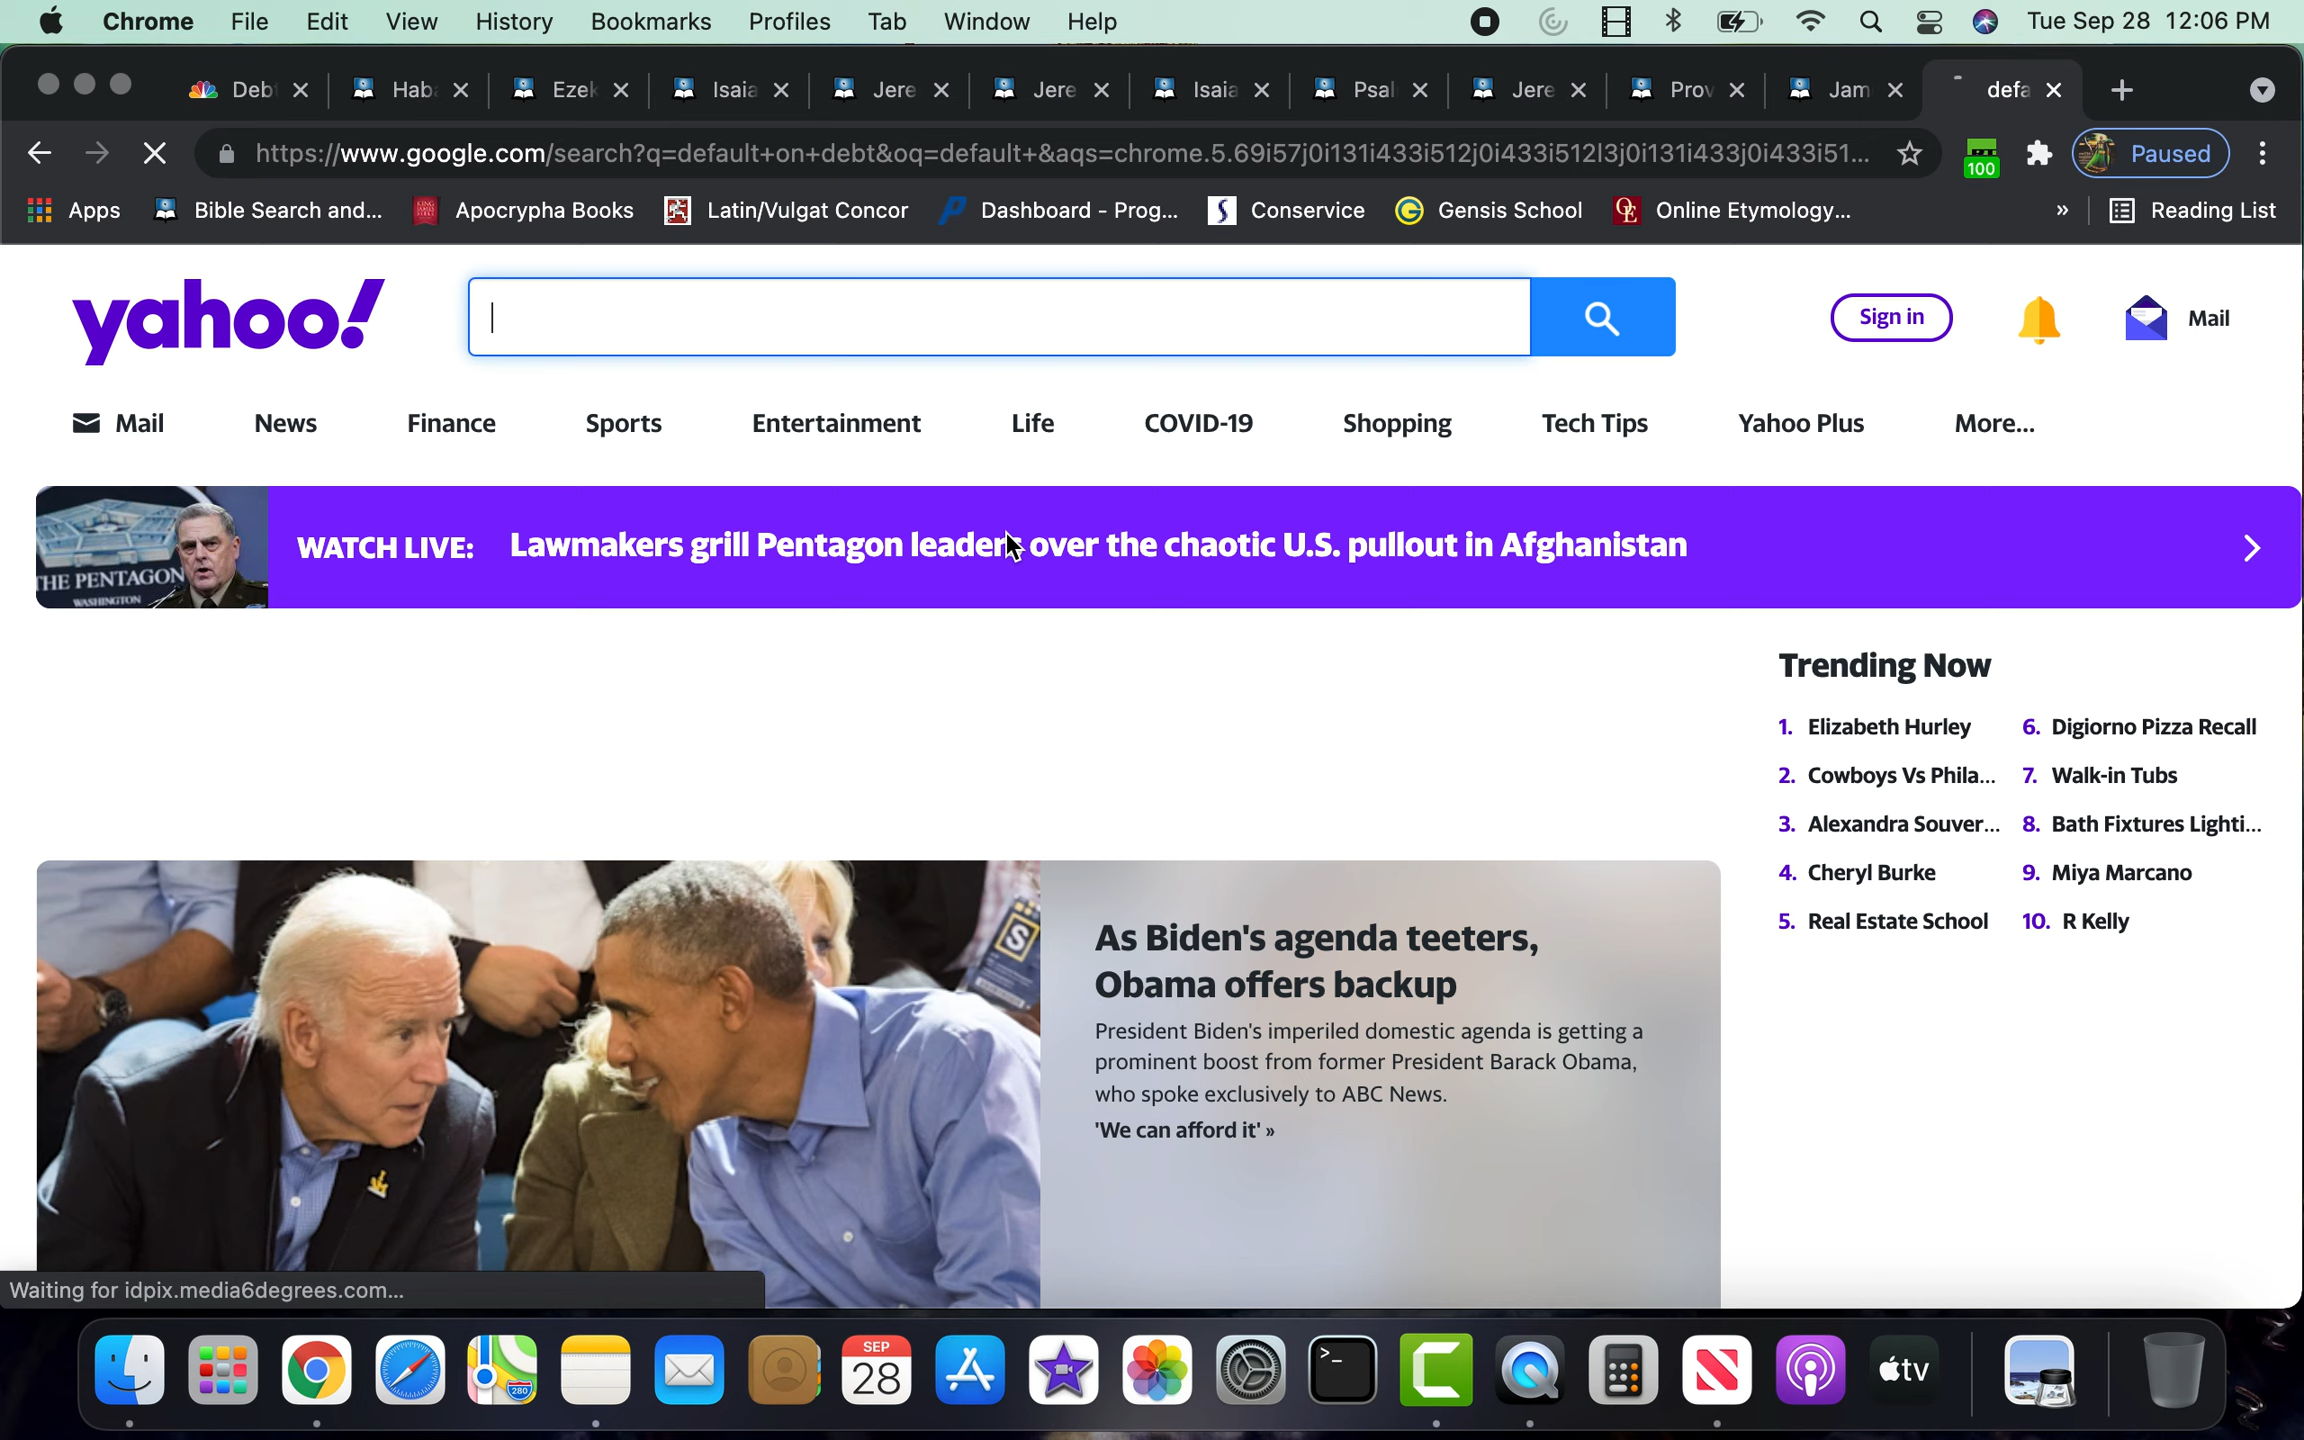 Chrome File Edit View History Bookmarks Profiles Tab Window Help Tue Sep 28 12:06 PM
Deb Hab Ezek Isaia Jere Jere Isaia Psal Jere Prov Jam defa
https://www.google.com/search?q=default+on+debt&oq=default+&aqs=chrome.5.69i57j0i131i433i512j0i433i512l3j0i131i433j0i433i51... 100 Paused
Apps Bible Search and... Apocrypha Books Latin/Vulgat Concor Dashboard - Prog... Conservice Gensis School Online Etymology... » Reading List
yahoo! Sign in Mail
Mail News Finance Sports Entertainment Life COVID-19 Shopping Tech Tips Yahoo Plus More...
THE PENTAGON
WASHINGTON
WATCH LIVE: Lawmakers grill Pentagon leaders over the chaotic U.S. pullout in Afghanistan
Trending Now
1. Elizabeth Hurley 6. Digiorno Pizza Recall
2. Cowboys Vs Phila... 7. Walk-in Tubs
3. Alexandra Souver... 8. Bath Fixtures Lighti...
4. Cheryl Burke 9. Miya Marcano
5. Real Estate School 10. R Kelly
As Biden's agenda teeters,
Obama offers backup
President Biden's imperiled domestic agenda is getting a
prominent boost from former President Barack Obama,
who spoke exclusively to ABC News.
'We can afford it' »
Waiting for idpix.media6degrees.com...
SEP
28
280
tv